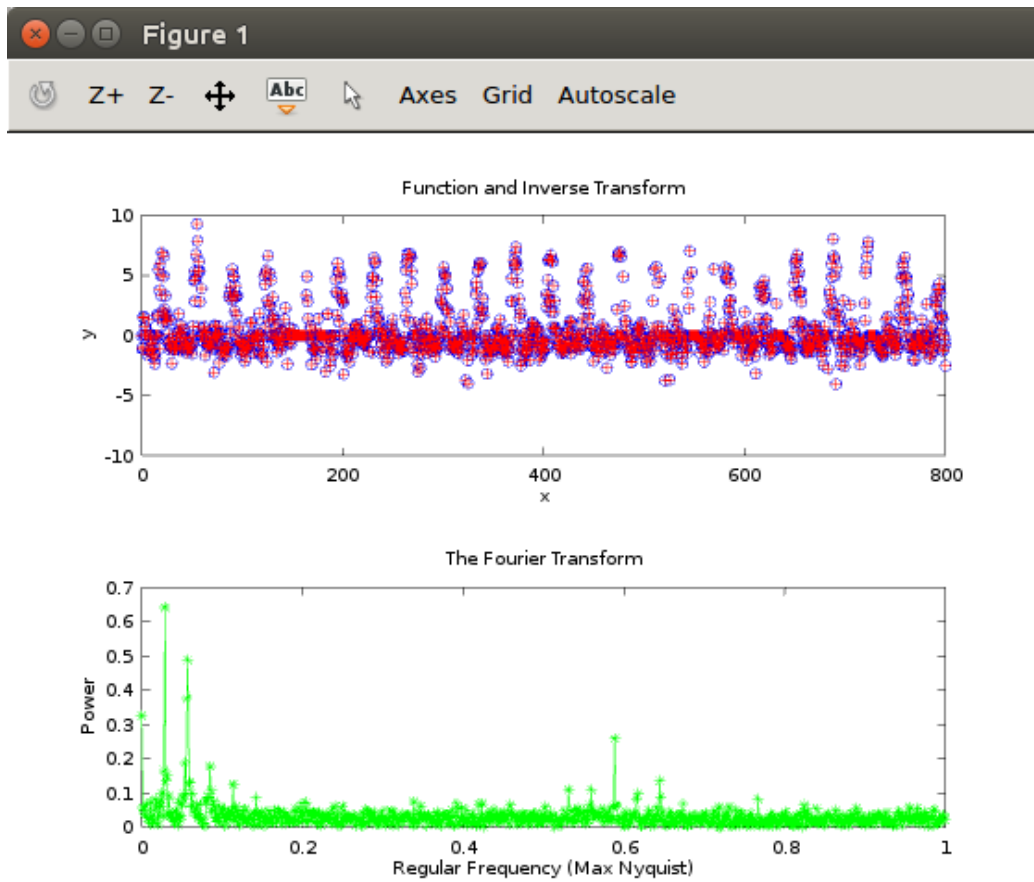 Figure 1
Z+ Z- Abc Axes Grid Autoscale
Function and Inverse Transform
10
5
0
-5
-10
y
0 200 400 600 800
x
The Fourier Transform
0.7
0.6
0.5
0.4
0.3
0.2
0.1
0
Power
0 0.2 0.4 0.6 0.8 1
Regular Frequency (Max Nyquist)